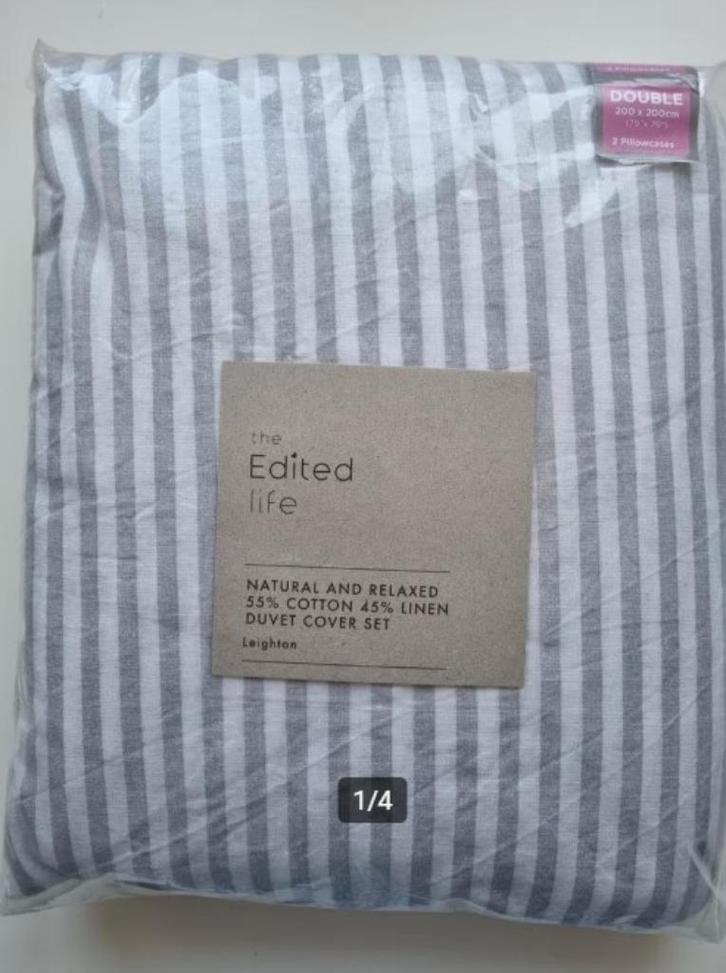 DOUBLE
200 x 200cm
2 Pillowcases
the
Edited
life
NATURAL AND RELAXED
55% COTTON 45% LINEN
DUVET COVER SET
Leighton
1/4